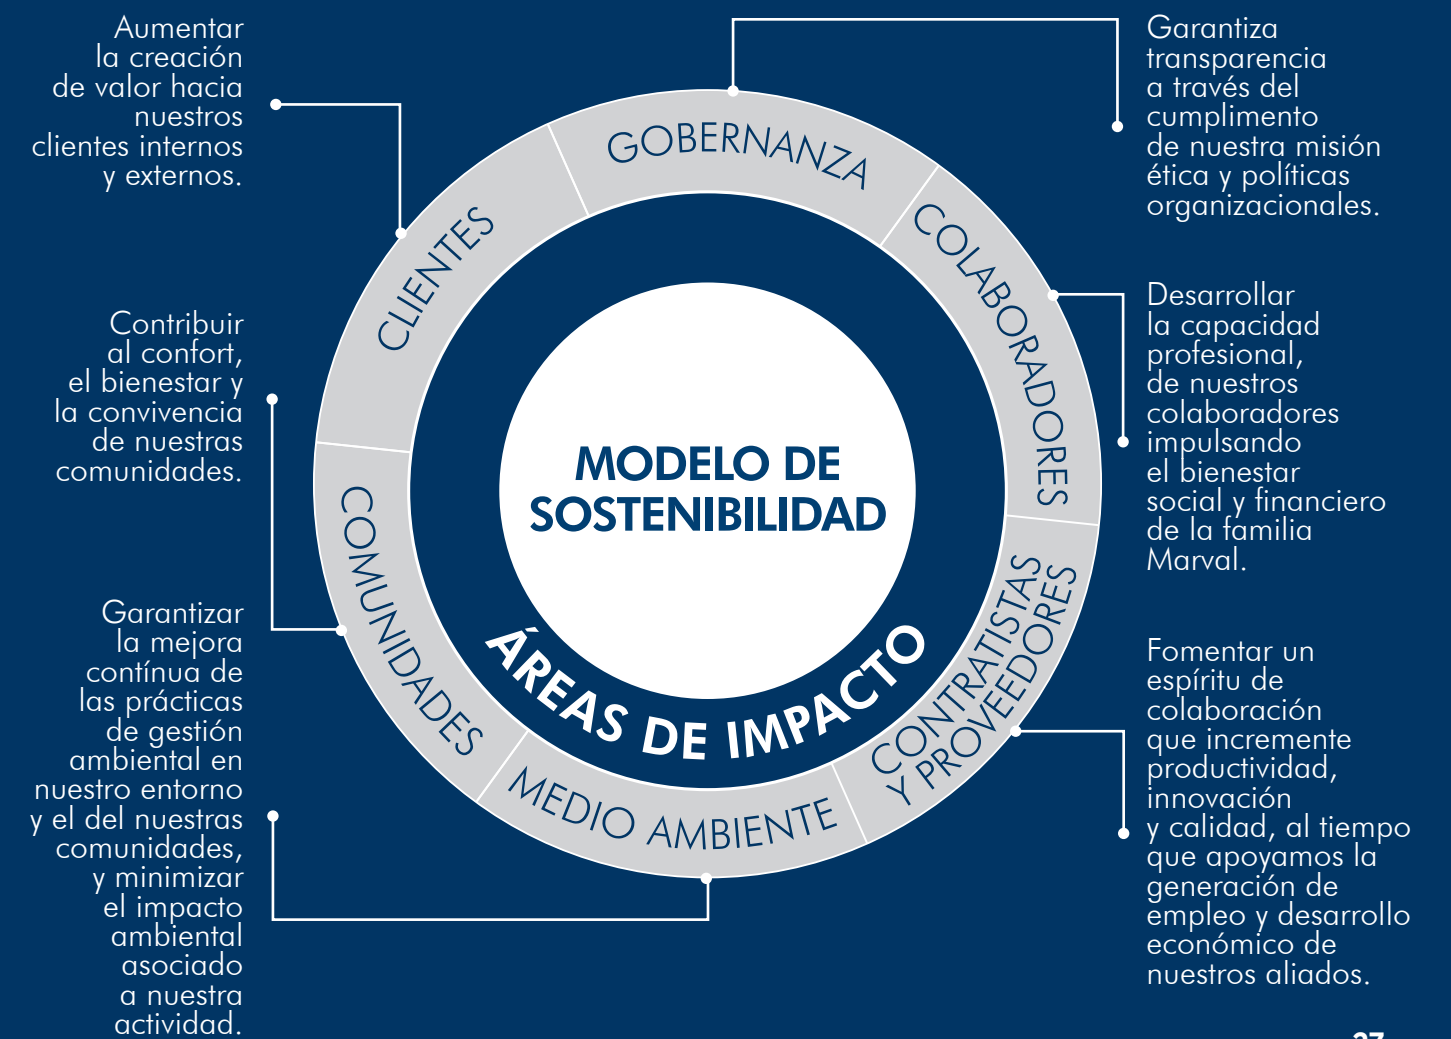 Aumentar
la creación
de valor hacia
nuestros
clientes internos
y externos.
Contribuir
al confort,
el bienestar y
la convivencia
de nuestras
comunidades.
Garantizar
la mejora
contínua de
las prácticas
de gestión
ambiental en
nuestro entorno
y el del nuestras
comunidades,
y minimizar
el impacto
ambiental
asociado
a nuestra
actividad.
GOBERNANZA
CLIENTES
COLABORADORES
MODELO DE
SOSTENIBILIDAD
ÁREAS DE IMPACTO
COMUNIDADES
CONTRATISTAS
Y PROVEEDORES
MEDIO AMBIENTE
Garantiza
transparencia
a través del
cumplimento
de nuestra misión
ética y políticas
organizacionales.
Desarrollar
la capacidad
profesional,
de nuestros
colaboradores
impulsando
el bienestar
social y financiero
de la familia
Marval.
Fomentar un
espíritu de
colaboración
que incremente
productividad,
innovación
y calidad, al tiempo
que apoyamos la
generación de
empleo y desarrollo
económico de
nuestros aliados.